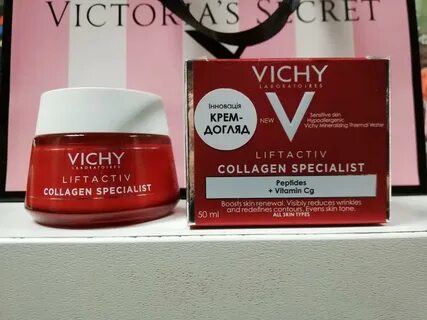 VICTORIA'S SECRET
VICHY
LABORATOIRES
LIFTACTIV
COLLAGEN SPECIALIST
VICHY
LABORATOIRES
Інновація
КРЕМ-
ДОГЛЯД
NEW
Sensitive skin
Hypoallergenic
Vichy Mineralizing Thermal Water
LIFTACTIV
COLLAGEN SPECIALIST
Peptides
+ Vitamin Cg
50 ml
Boosts skin renewal. Visibly reduces wrinkles
and redefines contours. Evens skin tone.
ALL SKIN TYPES